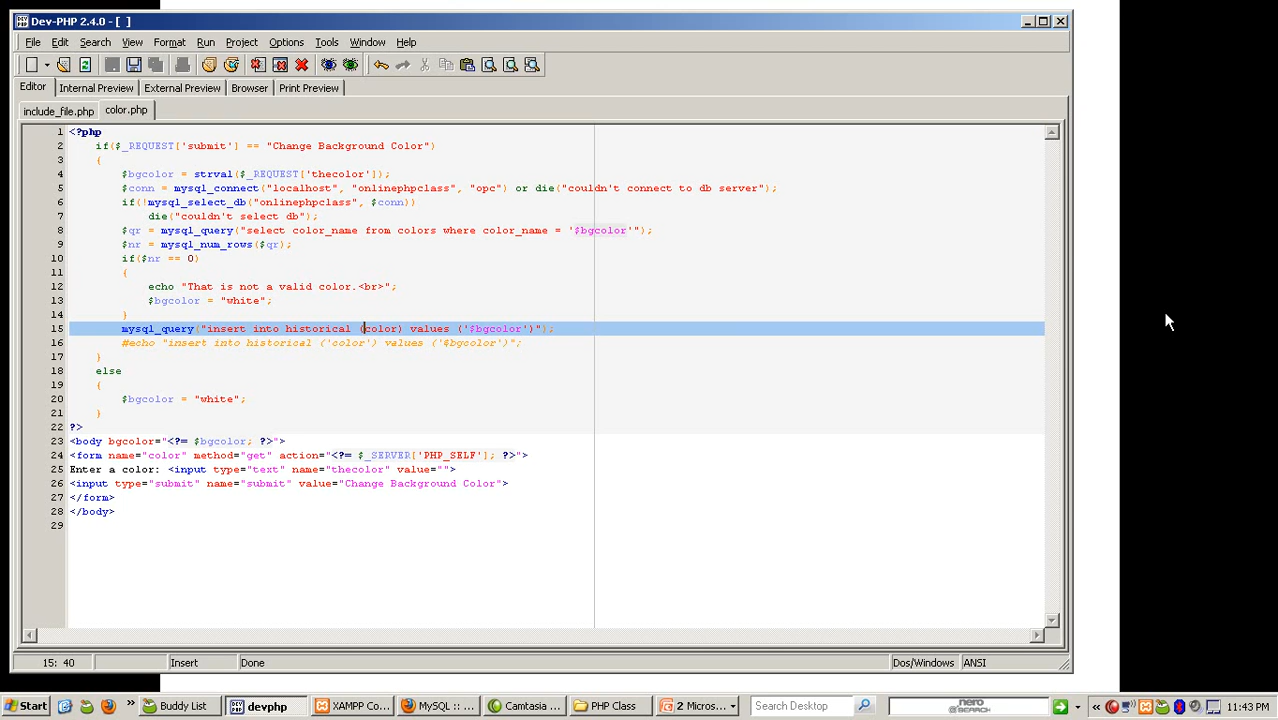 Dev-PHP 2.4.0 - [ ]
File Edit Search View Format Run Project Options Tools Window Help
Editor Internal Preview External Preview Browser Print Preview
include_file.php color.php
1 <?php
2 if($_REQUEST['submit'] == "Change Background Color")
3 {
4 $bgcolor = strval($_REQUEST['thecolor']);
5 $conn = mysql_connect("localhost", "onlinephpclass", "opc") or die("couldn't connect to db server");
6 if(!mysql_select_db("onlinephpclass", $conn))
7 die("couldn't select db");
8 $qr = mysql_query("select color_name from colors where color_name = '$bgcolor'");
9 $nr = mysql_num_rows($qr);
10 if($nr == 0)
11 {
12 echo "That is not a valid color.<br>";
13 $bgcolor = "white";
14 }
15 mysql_query("insert into historical (color) values ('$bgcolor')");
16 #echo "insert into historical ('color') values ('$bgcolor')";
17 }
18 else
19 {
20 $bgcolor = "white";
21 }
22 ?>
23 <body bgcolor="<?= $bgcolor; ?>">
24 <form name="color" method="get" action="<?= $_SERVER['PHP_SELF']; ?>">
25 Enter a color: <input type="text" name="thecolor" value="">
26 <input type="submit" name="submit" value="Change Background Color">
27 </form>
28 </body>
29
15: 40 Insert Done Dos/Windows ANSI
Start Buddy List devphp XAMPP Co... MySQL :: ... Camtasia ... PHP Class 2 Micros... Search Desktop nero SEARCH 11:43 PM